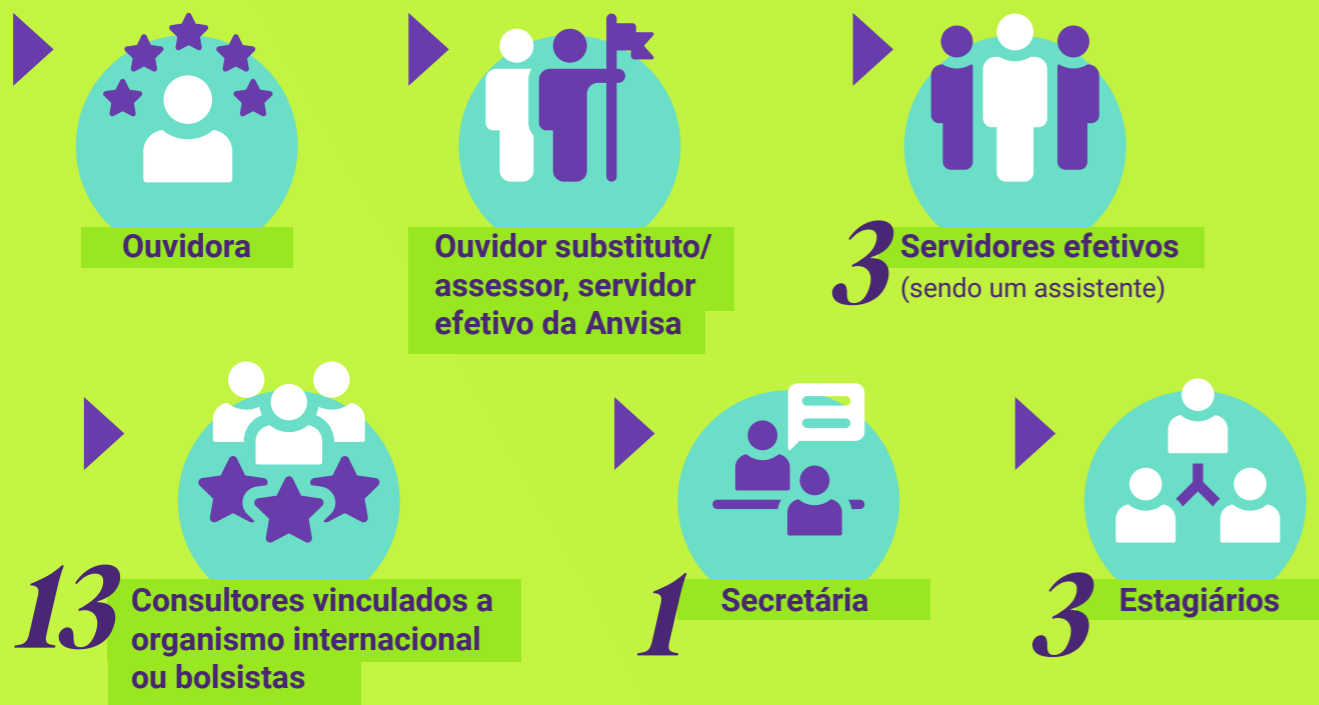 Ouvidora
Ouvidor substituto/
assessor, servidor
efetivo da Anvisa
3 Servidores efetivos
(sendo um assistente)
13 Consultores vinculados a
organismo internacional
ou bolsistas
1 Secretária
3 Estagiários